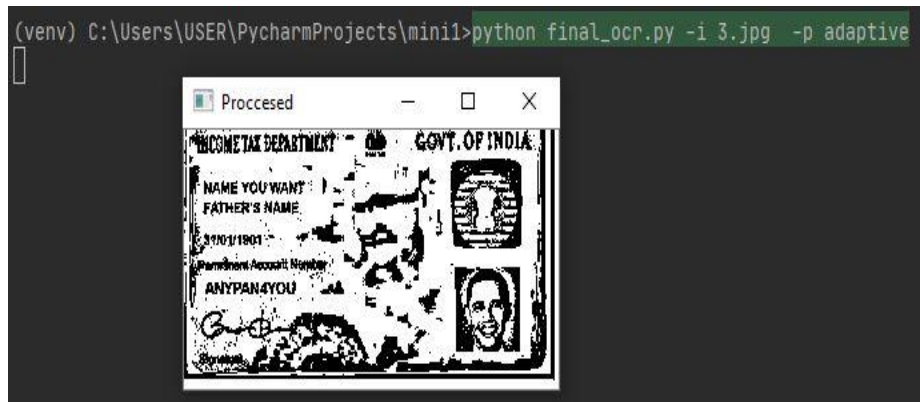 (venv) C:\Users\USER\PycharmProjects\mini1>python final_ocr.py -i 3.jpg  -p adaptive
Proccesed
INCOME TAX DEPARTMENT GOVT. OF INDIA
NAME YOU WANT
FATHER'S NAME
31/01/1901
Permanent Account Number
ANYPAN4YOU
Signature